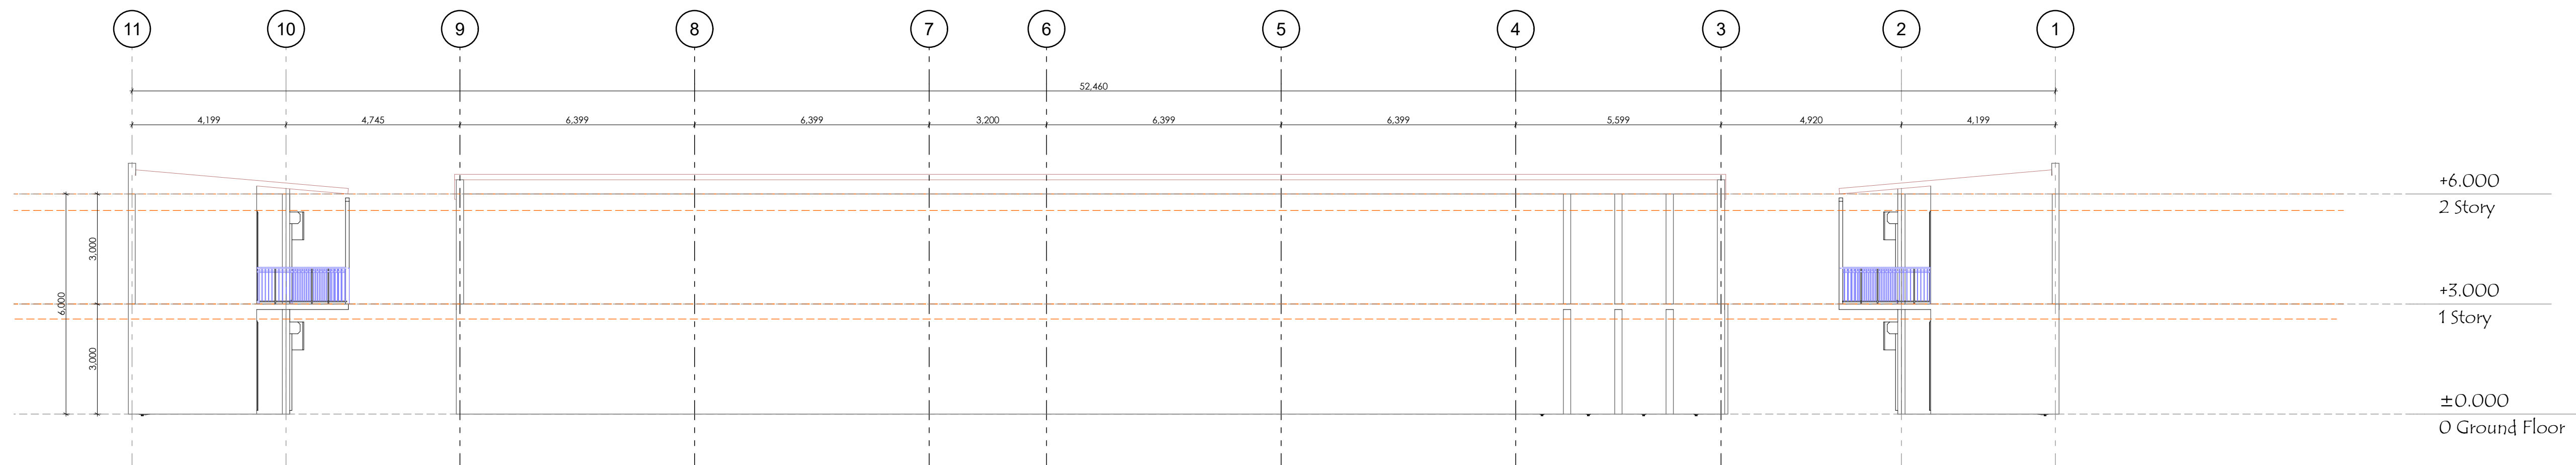 11 10 9 8 7 6 5 4 3 2 1
52,460
4,199 4,745 6,399 6,399 3,200 6,399 6,399 5,599 4,920 4,199
+6.000
2 Story
3,000
6,000
+3.000
1 Story
3,000
±0.000
0 Ground Floor